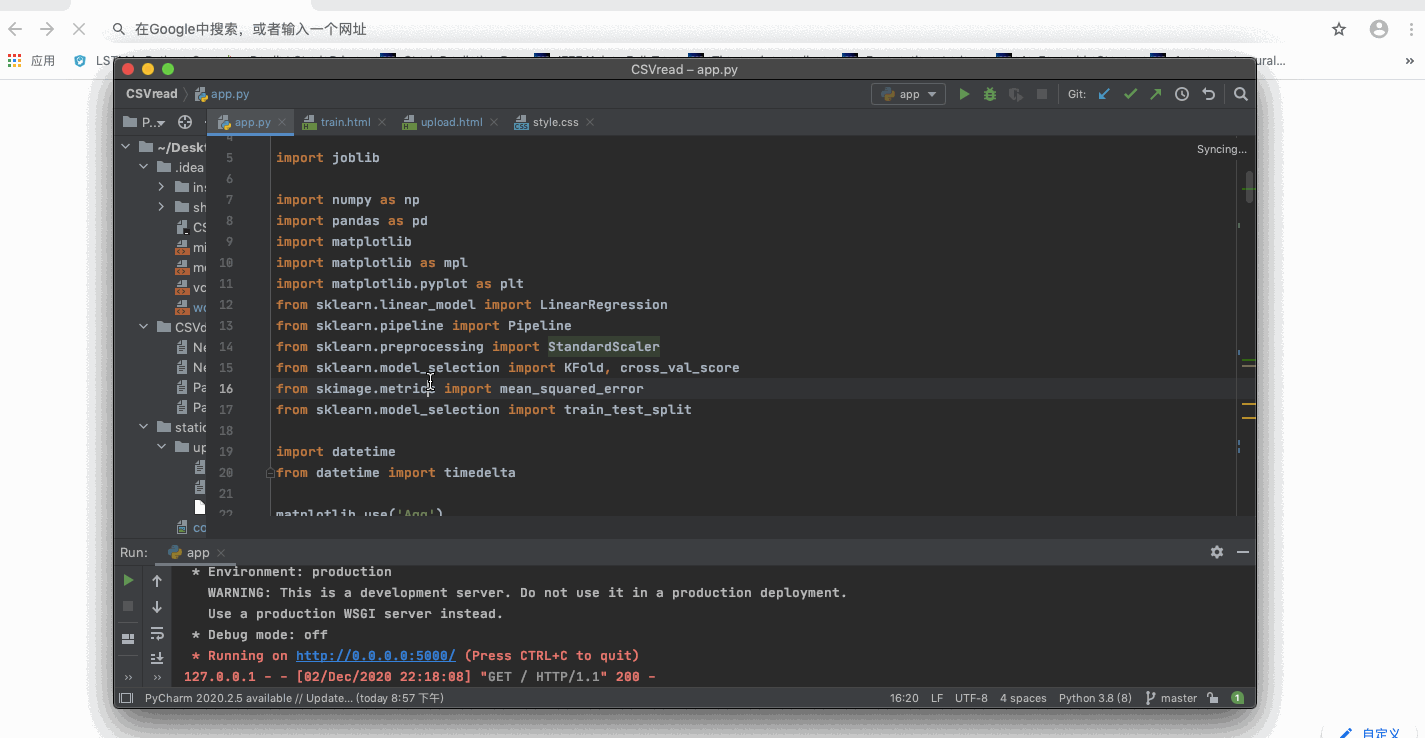 在Google中搜索，或者输入一个网址
应用
CSVread – app.py
CSVread app.py
app
Git:
P...
app.py
train.html
upload.html
style.css
Syncing...
~/Deskt
.idea
ins
sh
CS
mi
mo
vc
wo
CSVd
Ne
Ne
Pa
Pa
static
up
co
4
5 import joblib
6
7 import numpy as np
8 import pandas as pd
9 import matplotlib
10 import matplotlib as mpl
11 import matplotlib.pyplot as plt
12 from sklearn.linear_model import LinearRegression
13 from sklearn.pipeline import Pipeline
14 from sklearn.preprocessing import StandardScaler
15 from sklearn.model_selection import KFold, cross_val_score
16 from skimage.metrics import mean_squared_error
17 from sklearn.model_selection import train_test_split
18
19 import datetime
20 from datetime import timedelta
21
22 matplotlib.use('Agg')
Run: app
* Environment: production
WARNING: This is a development server. Do not use it in a production deployment.
Use a production WSGI server instead.
* Debug mode: off
* Running on http://0.0.0.0:5000/ (Press CTRL+C to quit)
127.0.0.1 - - [02/Dec/2020 22:18:08] "GET / HTTP/1.1" 200 -
PyCharm 2020.2.5 available // Update... (today 8:57 下午)
16:20 LF UTF-8 4 spaces Python 3.8 (8) master 1
自定义